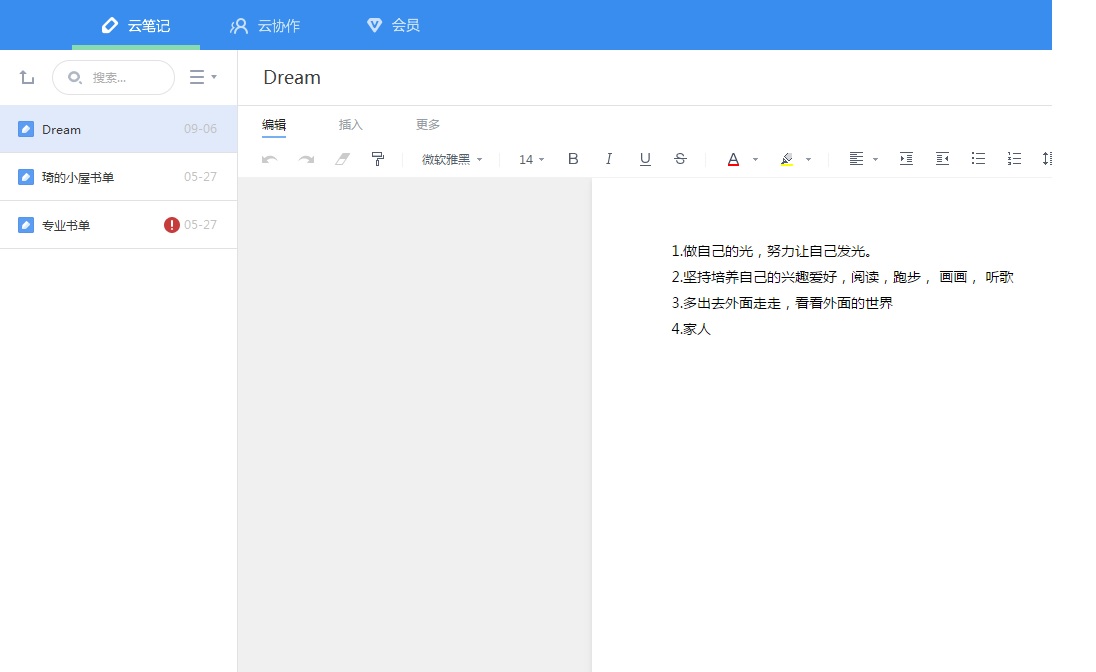 云笔记 云协作 会员
搜索...
Dream
Dream 09-06
琦的小屋书单 05-27
专业书单 05-27
编辑 插入 更多
微软雅黑 14 B I U S A
1.做自己的光，努力让自己发光。
2.坚持培养自己的兴趣爱好，阅读，跑步， 画画， 听歌
3.多出去外面走走，看看外面的世界
4.家人